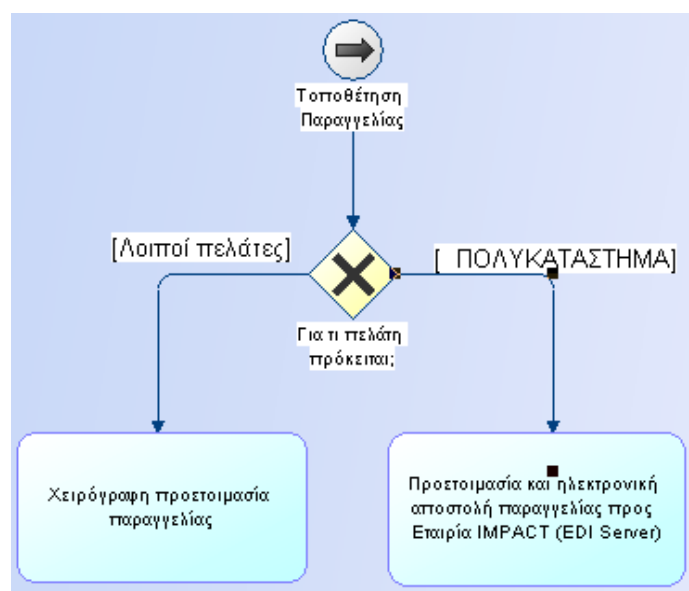 Τοποθέτηση
Παραγγελίας
[Λοιποί πελάτες]
[ ΠΟΛΥΚΑΤΑΣΤΗΜΑ]
Για τι πελάτη
πρόκειται;
Χειρόγραφη προετοιμασία
παραγγελίας
Προετοιμασία και ηλεκτρονική
αποστολή παραγγελίας προς
Εταιρία IMPACT (EDI Server)